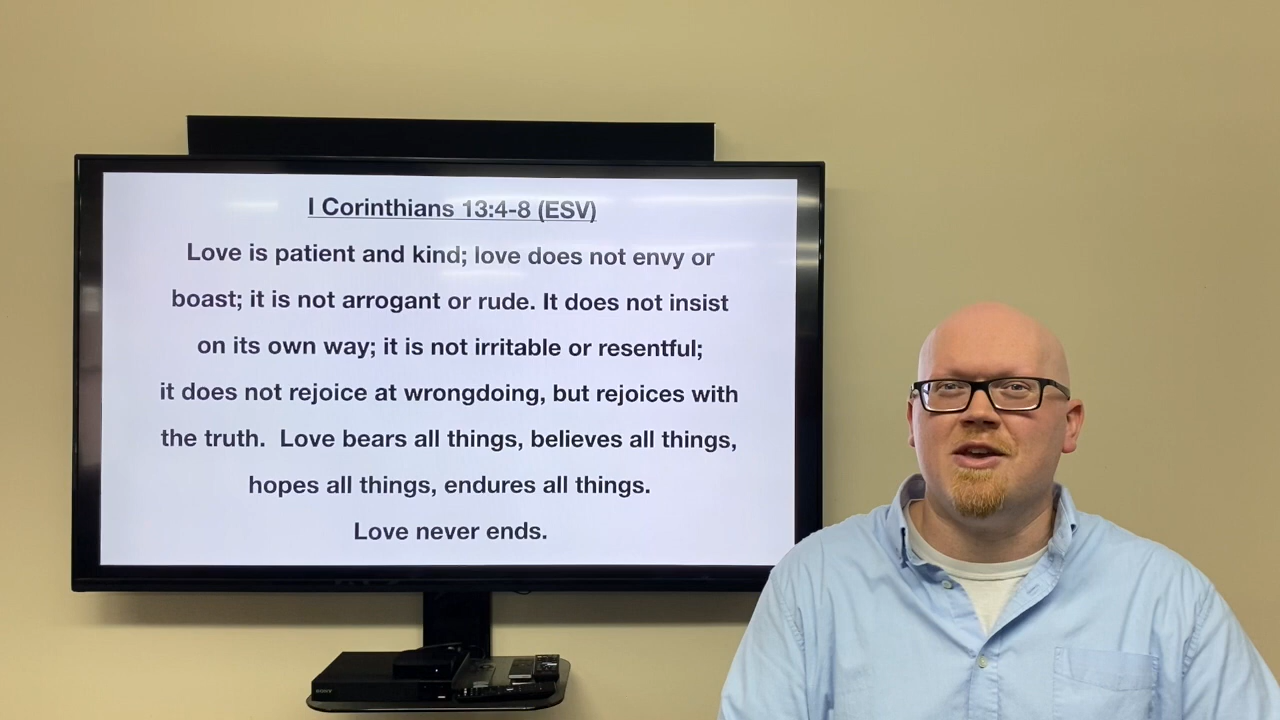 I Corinthians 13:4-8 (ESV)
Love is patient and kind; love does not envy or
boast; it is not arrogant or rude. It does not insist
on its own way; it is not irritable or resentful;
it does not rejoice at wrongdoing, but rejoices with
the truth.  Love bears all things, believes all things,
hopes all things, endures all things.
Love never ends.
SONY